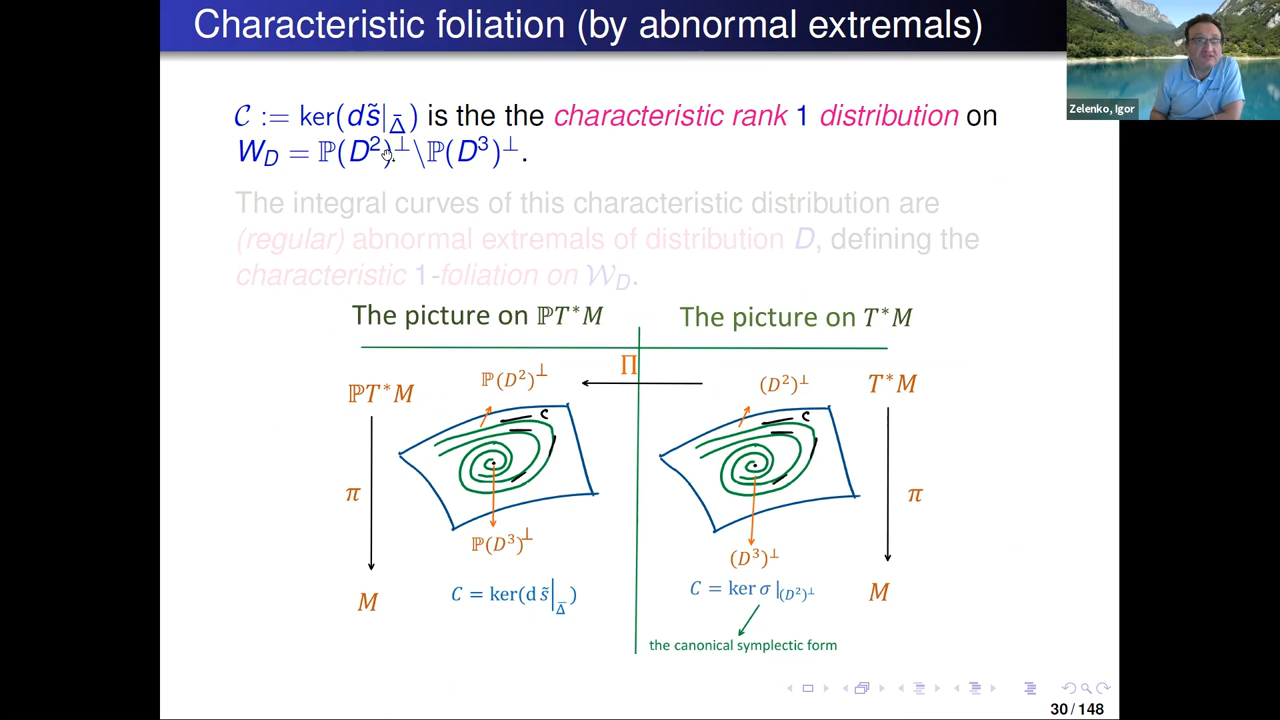 Characteristic foliation (by abnormal extremals)
Zelenko, Igor
𝒞 := ker(ds̃|_Δ̄) is the the characteristic rank 1 distribution on
W_D = ℙ(D²)^⊥\ℙ(D³)^⊥.
The integral curves of this characteristic distribution are
(regular) abnormal extremals of distribution D, defining the
characteristic 1-foliation on 𝒲_D.
The picture on ℙT*M
The picture on T*M
Π
ℙT*M
ℙ(D²)^⊥
(D²)^⊥
T*M
C
C
π
π
ℙ(D³)^⊥
(D³)^⊥
M
C = ker(d s̃|_Δ̄)
C = ker σ|_(D²)^⊥
M
the canonical symplectic form
30 / 148